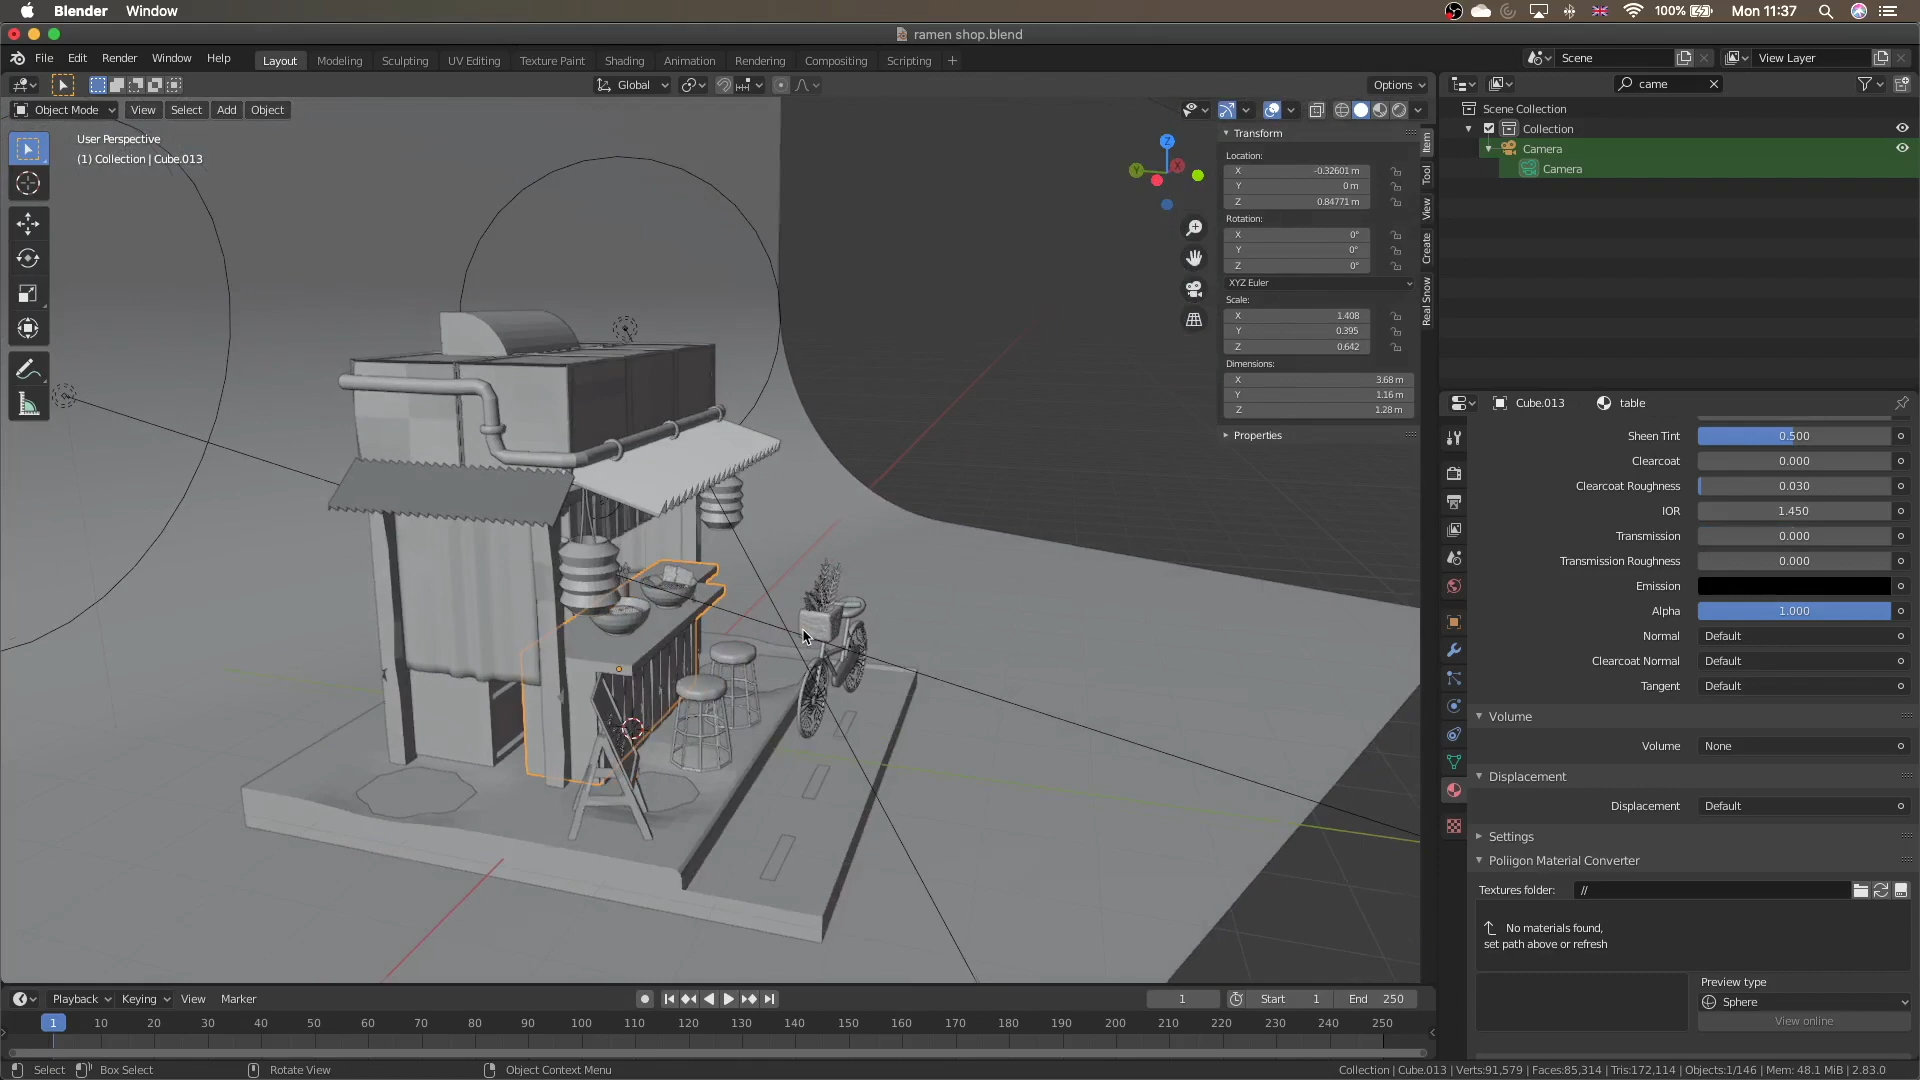 Blender Window
100% Mon 11:37
ramen shop.blend
File Edit Render Window Help Layout Modeling Sculpting UV Editing Texture Paint Shading Animation Rendering Compositing Scripting +
Scene View Layer
Global Options
came
Object Mode View Select Add Object
User Perspective
(1) Collection | Cube.013
Z
Y
X
Transform
Location:
X -0.32601 m
Y 0 m
Z 0.84771 m
Rotation:
X 0°
Y 0°
Z 0°
XYZ Euler
Scale:
X 1.408
Y 0.395
Z 0.642
Dimensions:
X 3.68 m
Y 1.16 m
Z 1.28 m
Properties
Item
Tool
View
Create
Real Snow
Scene Collection
Collection
Camera
Camera
Cube.013 table
Sheen Tint 0.500
Clearcoat 0.000
Clearcoat Roughness 0.030
IOR 1.450
Transmission 0.000
Transmission Roughness 0.000
Emission
Alpha 1.000
Normal Default
Clearcoat Normal Default
Tangent Default
Volume
Volume None
Displacement
Displacement Default
Settings
Poliigon Material Converter
Textures folder: //
No materials found,
set path above or refresh
Preview type
Sphere
View online
Playback Keying View Marker
1 Start 1 End 250
1 10 20 30 40 50 60 70 80 90 100 110 120 130 140 150 160 170 180 190 200 210 220 230 240 250
Select Box Select Rotate View Object Context Menu
Collection | Cube.013 | Verts:91,579 | Faces:85,314 | Tris:172,114 | Objects:1/146 | Mem: 48.1 MiB | 2.83.0